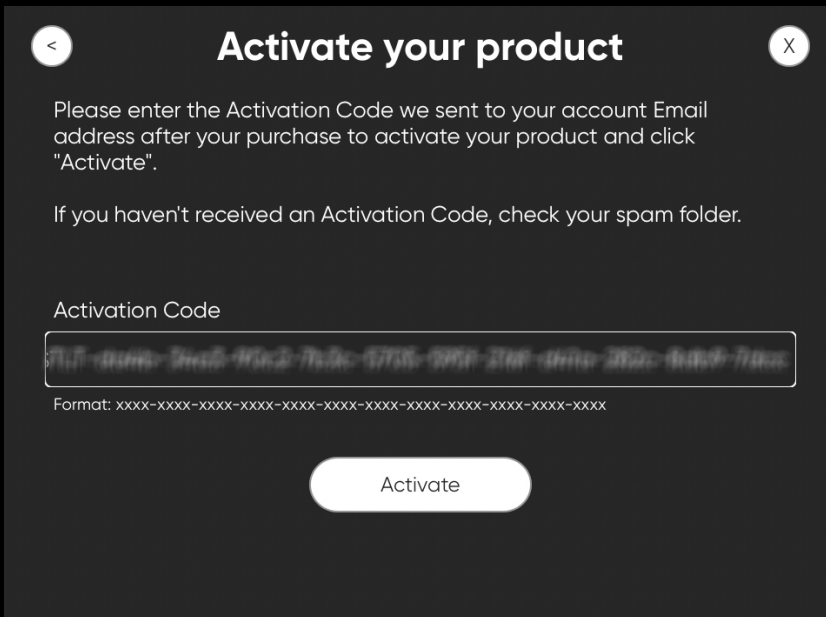 <
Activate your product
X
Please enter the Activation Code we sent to your account Email
address after your purchase to activate your product and click
"Activate".
If you haven't received an Activation Code, check your spam folder.
Activation Code
Format: xxxx-xxxx-xxxx-xxxx-xxxx-xxxx-xxxx-xxxx-xxxx-xxxx-xxxx-xxxx
Activate